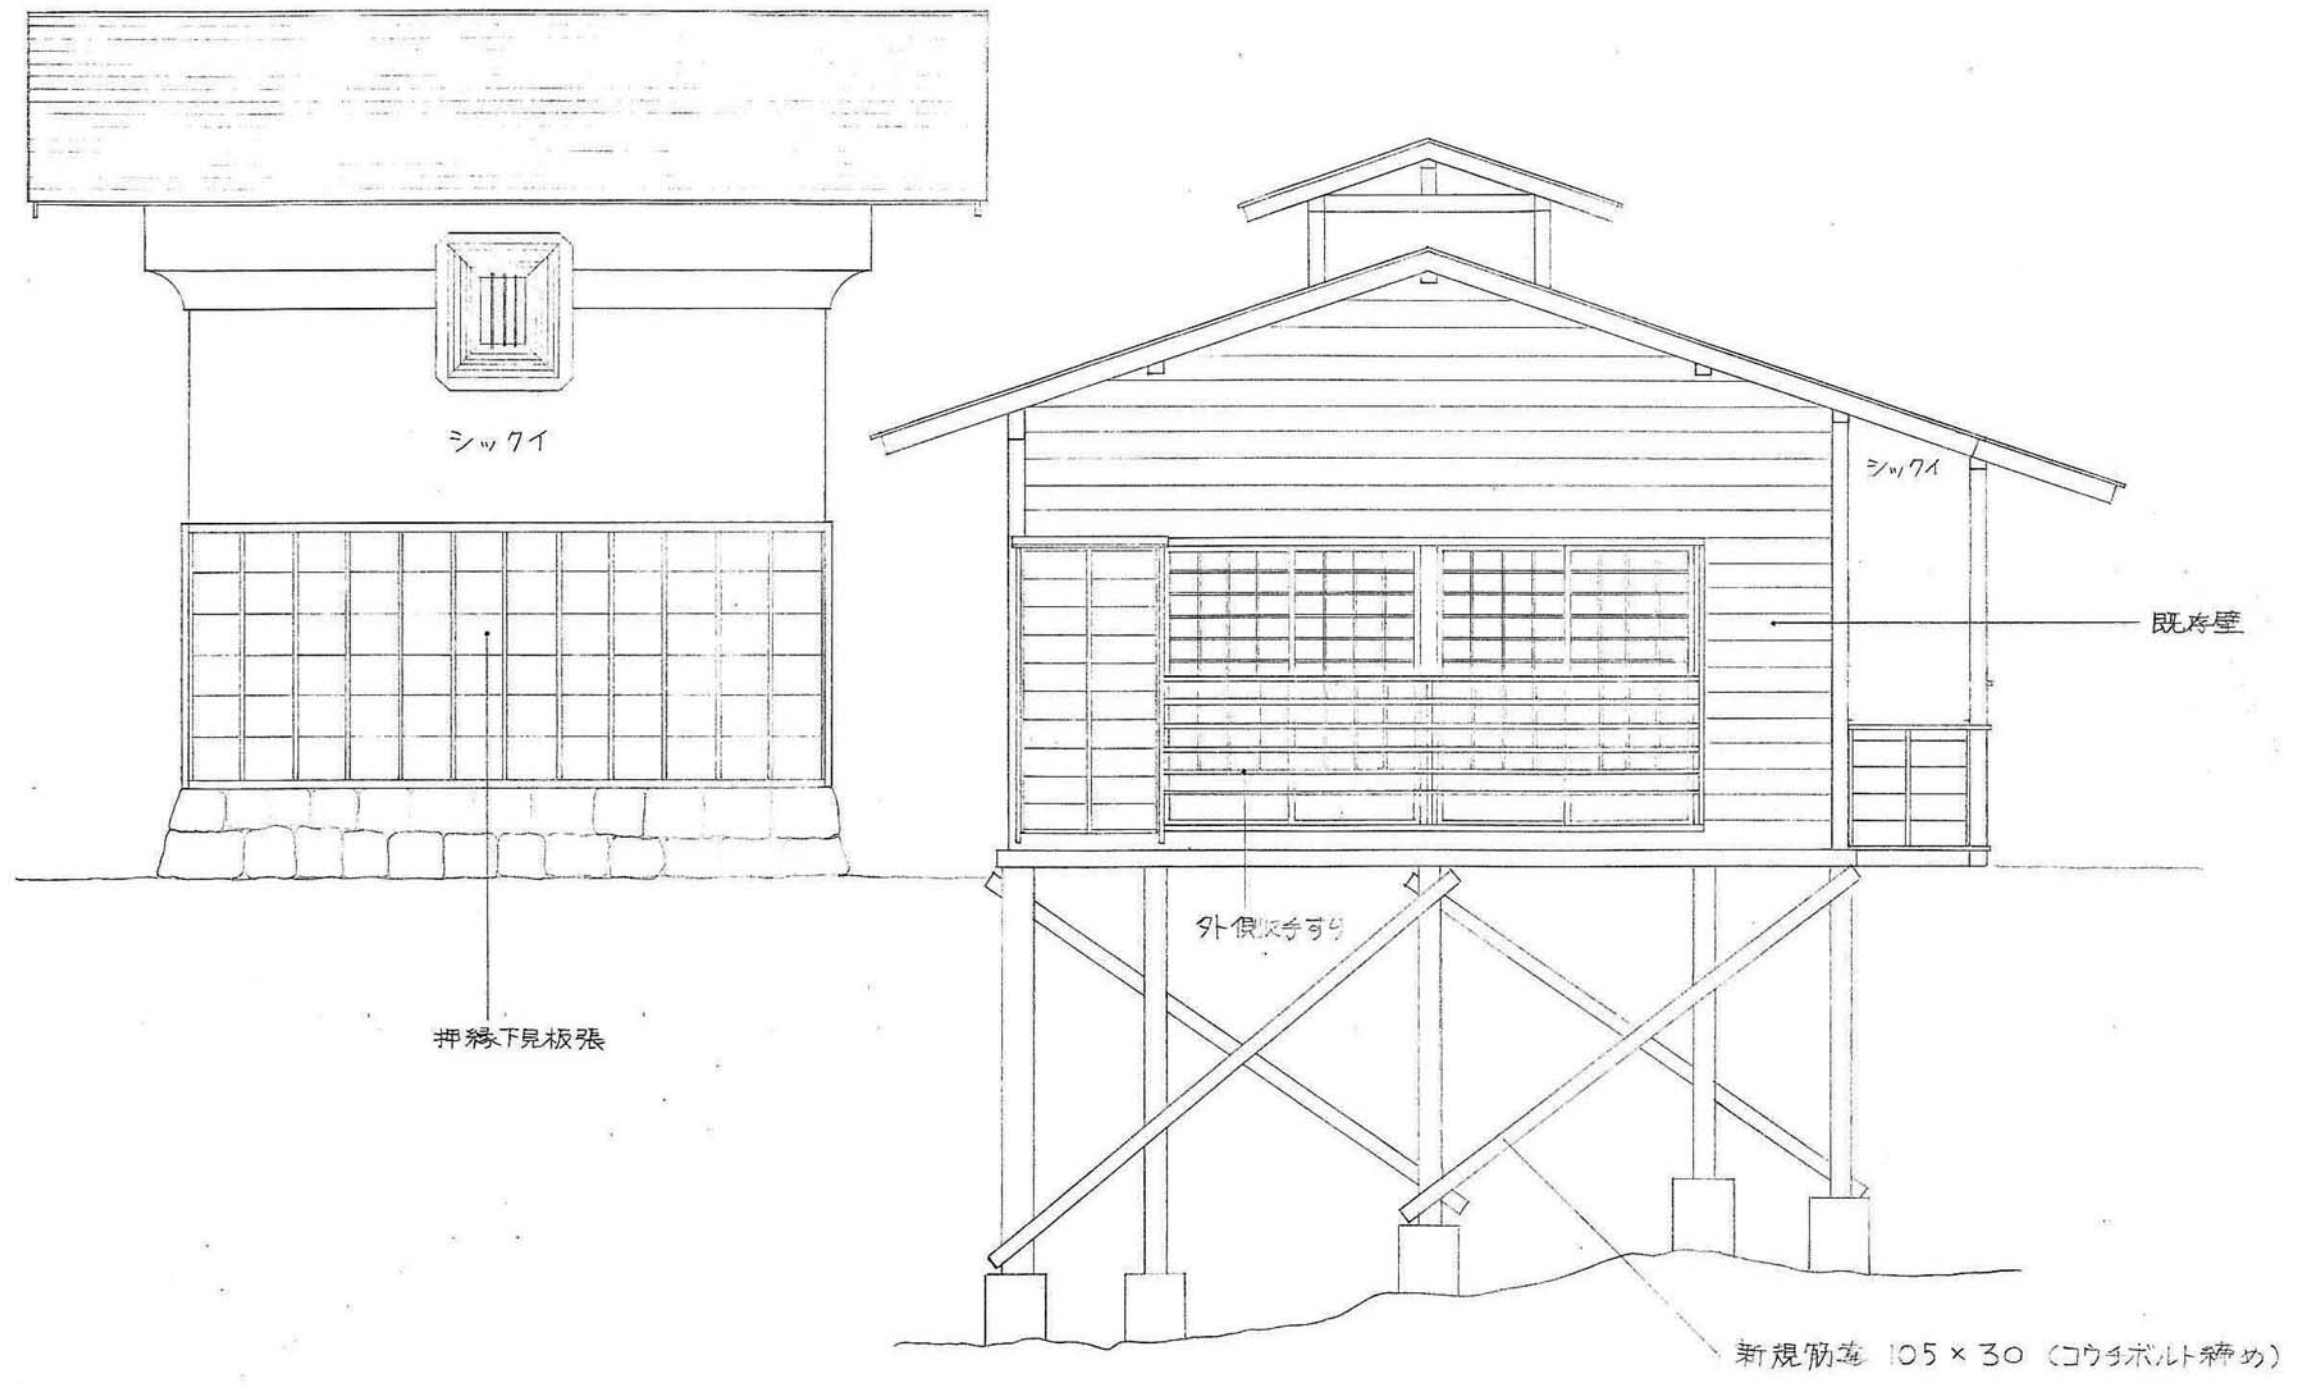 シックイ
シックイ
既存壁
外側 手すり
押縁下見板張
新規筋違 105×30 (コウチボルト締め)